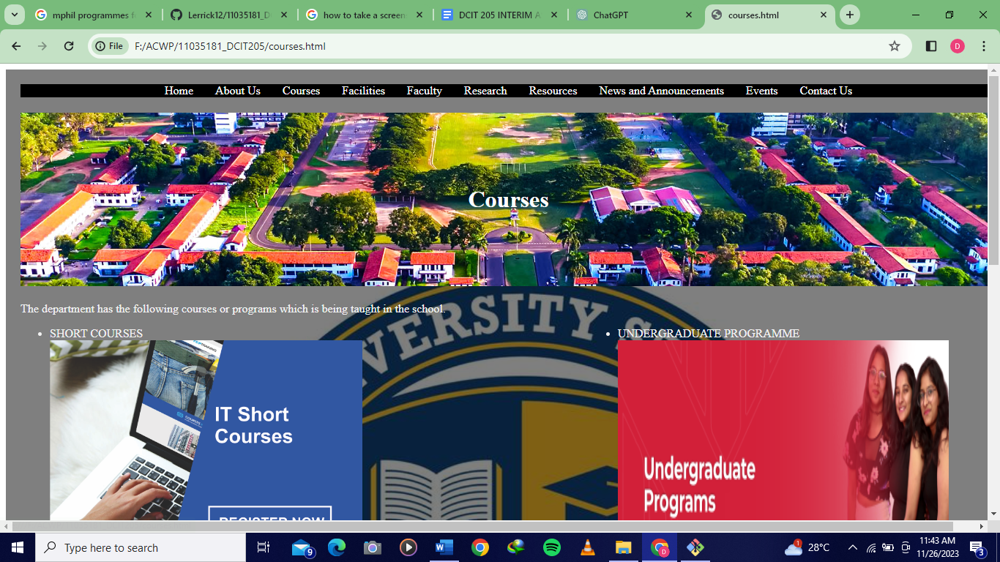 mphil programmes f
Lerrick12/11035181_D
how to take a screen
DCIT 205 INTERIM A
ChatGPT
courses.html
File F:/ACWP/11035181_DCIT205/courses.html
D
Home About Us Courses Facilities Faculty Research Resources News and Announcements Events Contact Us
Courses
The department has the following courses or programs which is being taught in the school.
VERSITY S
SHORT COURSES
UNDERGRADUATE PROGRAMME
IT Short
Courses
REGISTER NOW
Undergraduate
Programs
Type here to search
9
D
1
28°C
11:43 AM
11/26/2023
3